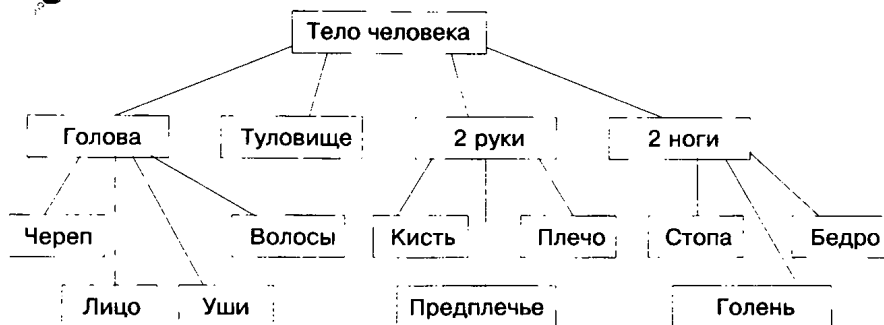 Тело человека
Голова Туловище 2 руки 2 ноги
Череп Волосы Кисть Плечо Стопа Бедро
Лицо Уши Предплечье Голень